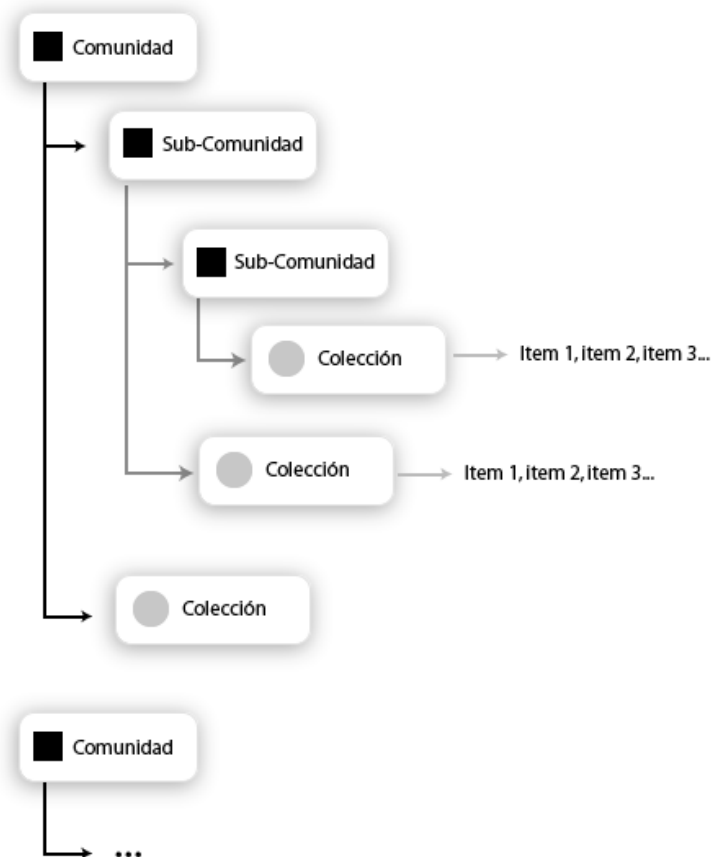 Comunidad
Sub-Comunidad
Sub-Comunidad
Colección
Item 1, item 2, item 3...
Colección
Item 1, item 2, item 3...
Colección
Comunidad
...